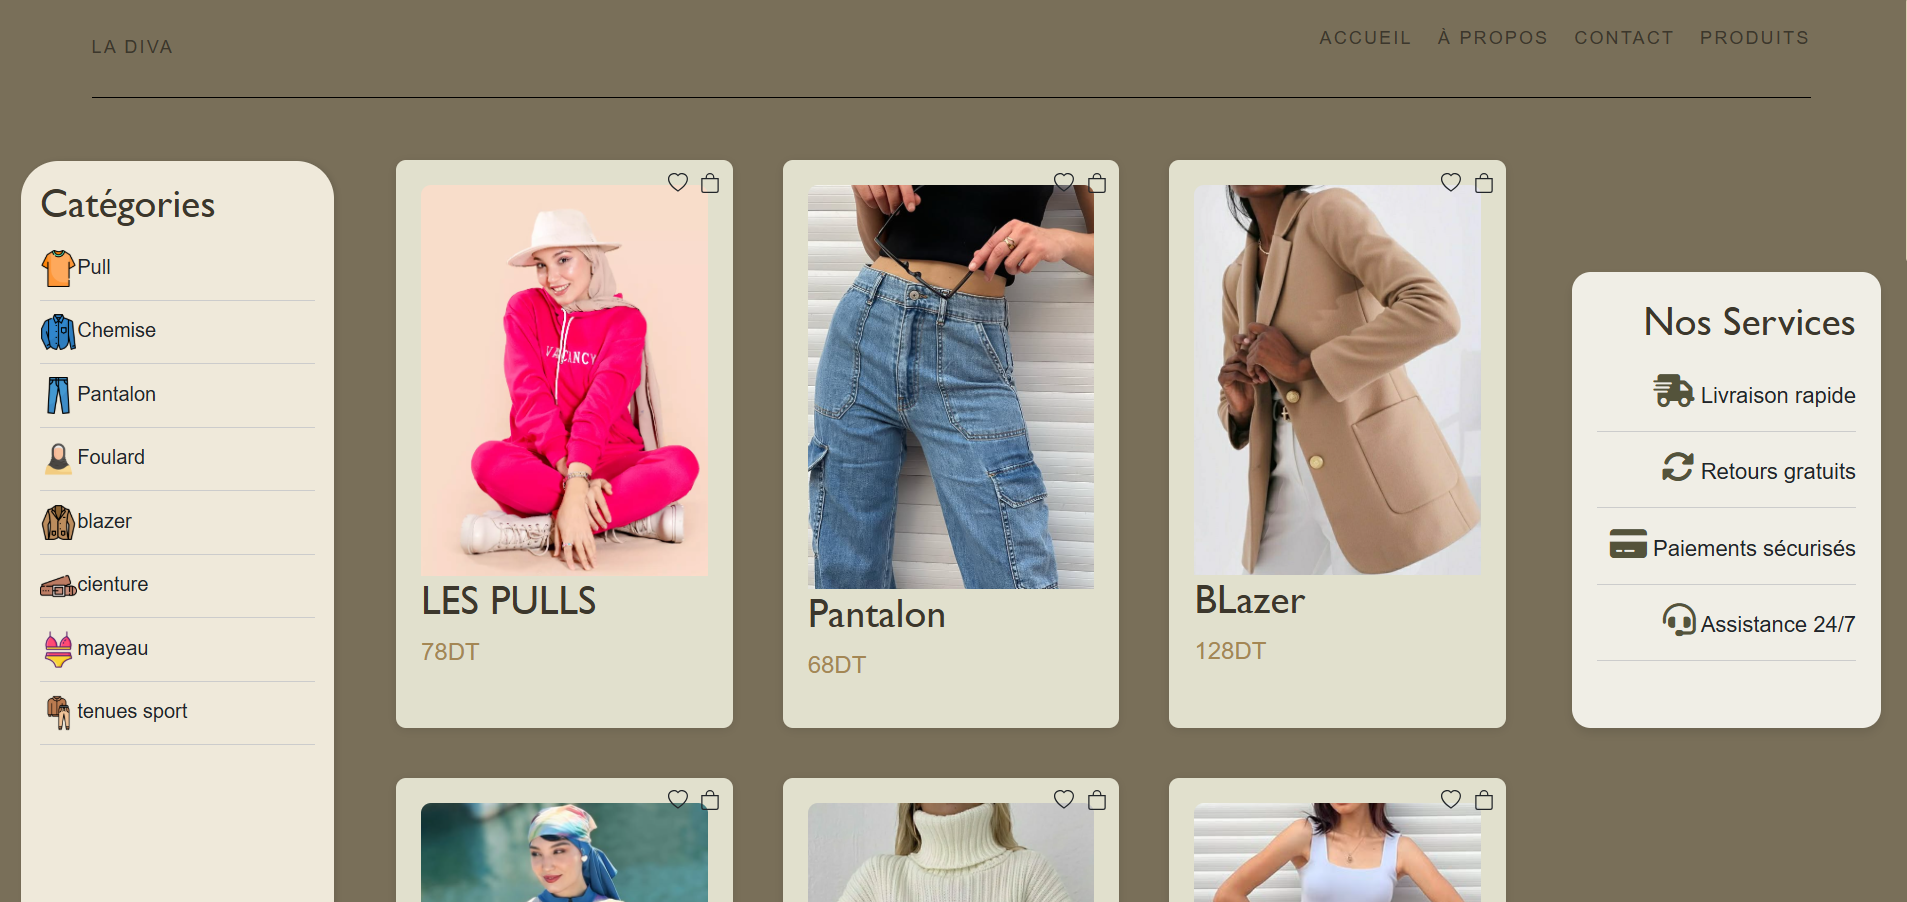 LA DIVA
ACCUEIL À PROPOS CONTACT PRODUITS
Catégories
Pull
Chemise
Pantalon
Foulard
blazer
cienture
mayeau
tenues sport
VACANCY
LES PULLS
78DT
Pantalon
68DT
BLazer
128DT
Nos Services
Livraison rapide
Retours gratuits
Paiements sécurisés
Assistance 24/7